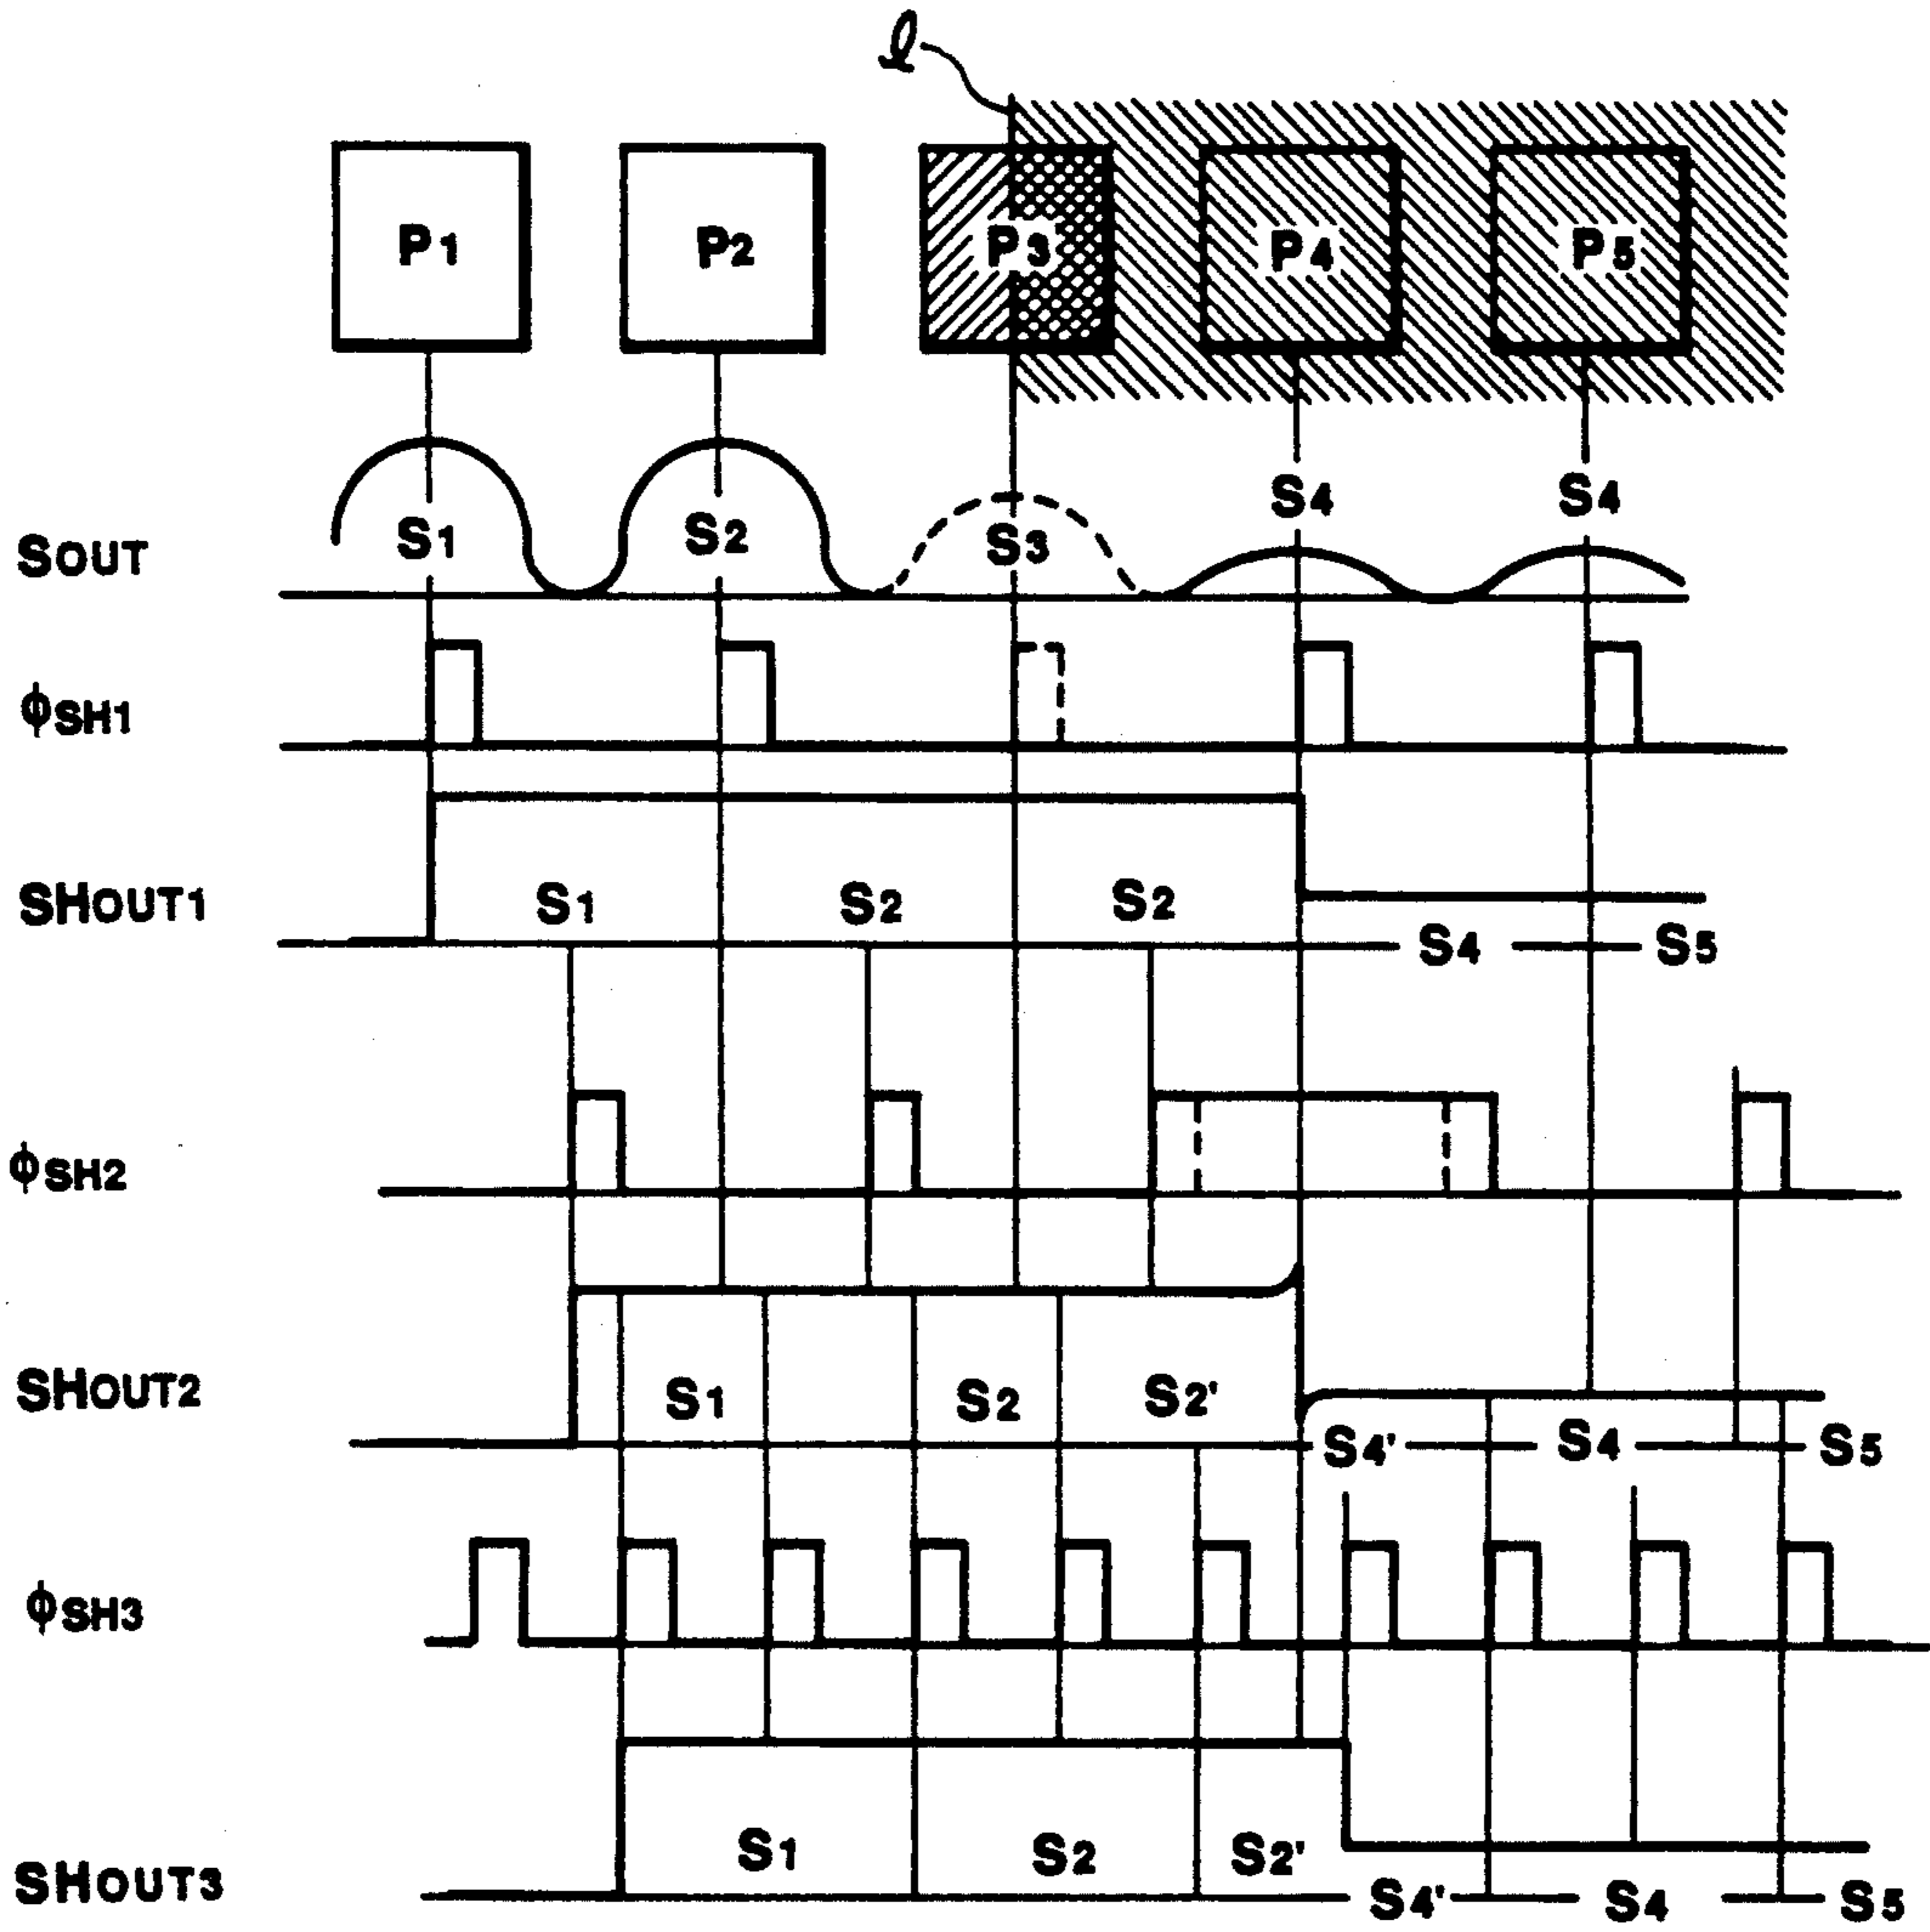 l
P1 P2 P3 P4 P5
S4 S4
SOUT S1 S2 S3
ϕSH1
SHOUT1 S1 S2 S2
S4 S5
ϕSH2
SHOUT2 S1 S2 S2'
S4' S4 S5
ϕSH3
SHOUT3 S1 S2 S2'
S4' S4 S5